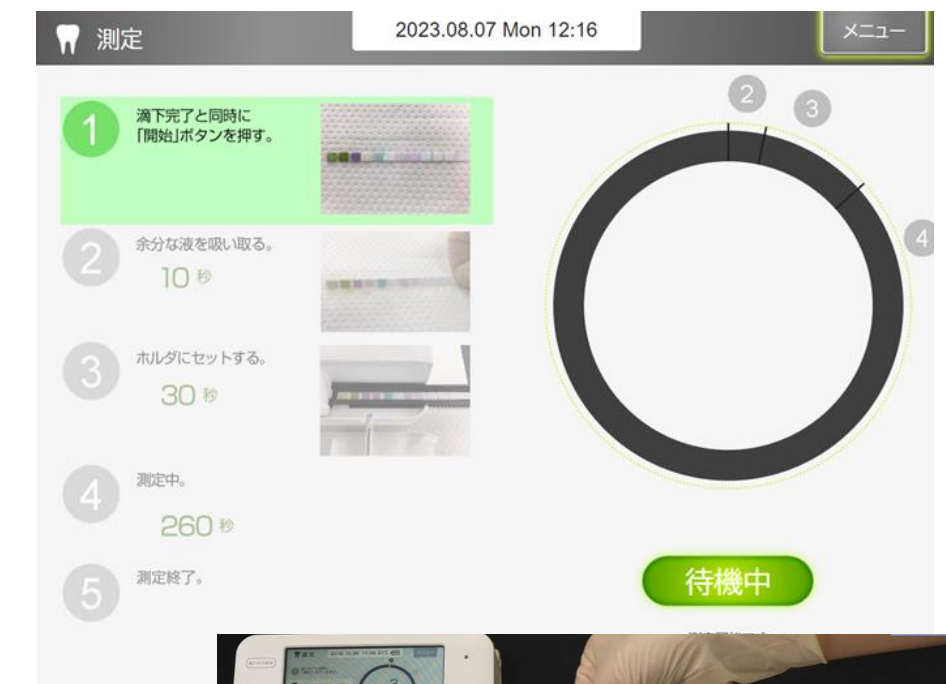 測定
2023.08.07 Mon 12:16
メニュー
1
滴下完了と同時に
「開始」ボタンを押す。
2
余分な液を吸い取る。
10 秒
3
ホルダにセットする。
30 秒
4
測定中。
260 秒
5
測定終了。
2
3
4
待機中